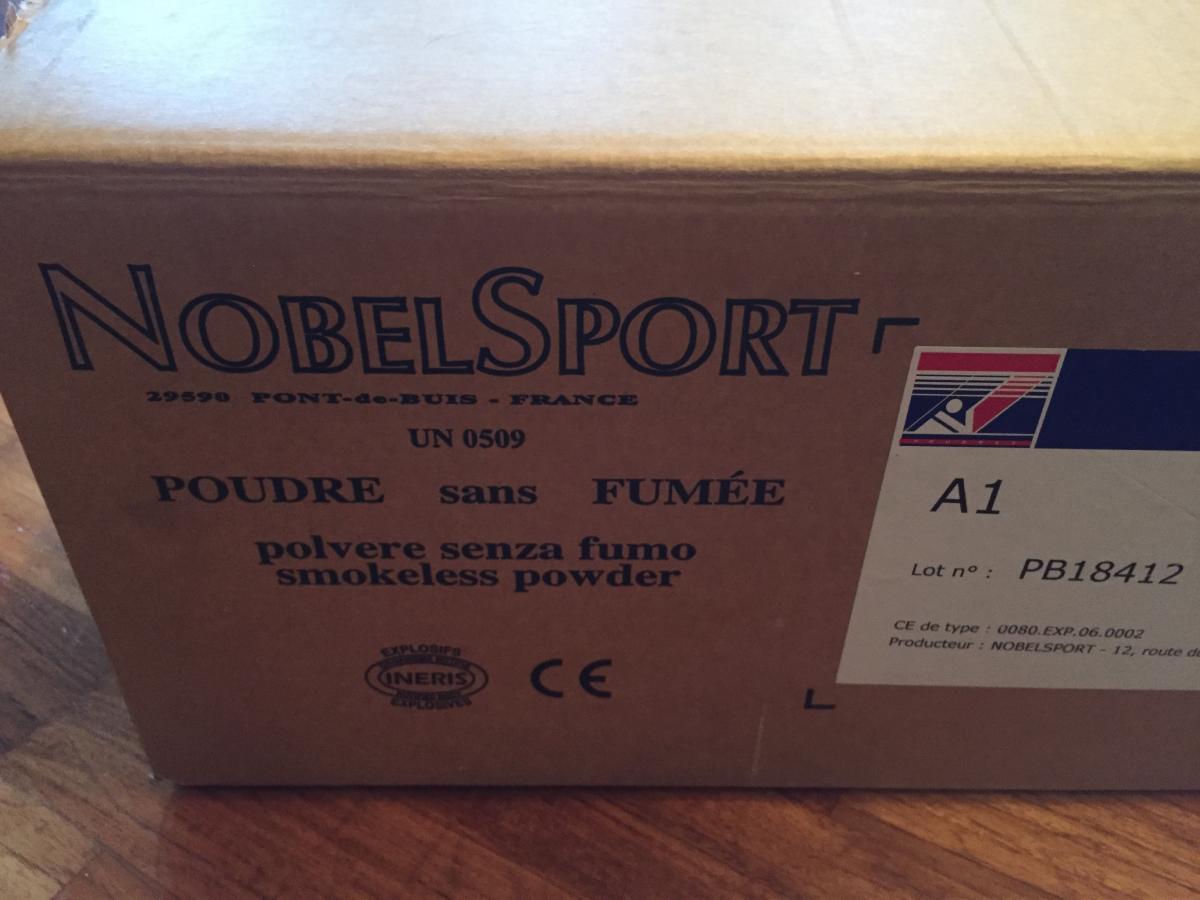 NOBELSPORT
29590 PONT-de-BUIS - FRANCE
UN 0509
POUDRE sans FUMÉE
polvere senza fumo
smokeless powder
EXPLOSIFS
INERIS
EXPLOSIVES
CE
A1
Lot n° : PB18412
CE de type : 0080.EXP.06.0002
Producteur : NOBELSPORT - 12, route